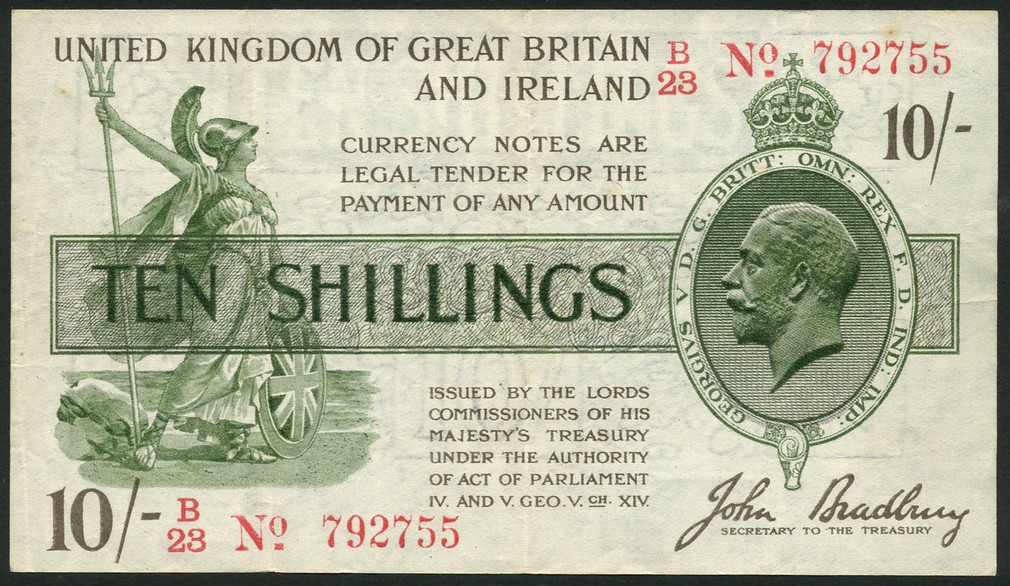 UNITED KINGDOM OF GREAT BRITAIN
AND IRELAND
B
23
No 792755
10/-
CURRENCY NOTES ARE
LEGAL TENDER FOR THE
PAYMENT OF ANY AMOUNT
GEORGIVS V D. G. BRITT: OMN: REX F. D. IND: IMP:
TEN SHILLINGS
ISSUED BY THE LORDS
COMMISSIONERS OF HIS
MAJESTY'S TREASURY
UNDER THE AUTHORITY
OF ACT OF PARLIAMENT
IV. AND V. GEO. V. CH. XIV.
10/-
B
23
No 792755
John Bradbury
SECRETARY TO THE TREASURY